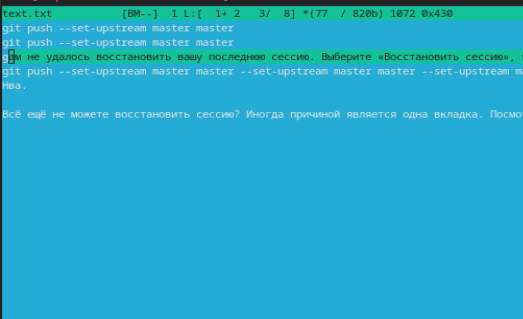 text.txt [BM--] 1 L:[ 1+ 2 3/ 8] *(77 / 820b) 1072 0x430
git push --set-upstream master master
git push --set-upstream master master
ам не удалось восстановить вашу последнюю сессию. Выберите «Восстановить сессию»,
git push --set-upstream master master --set-upstream master master --set-upstream
Нва.
Всё ещё не можете восстановить сессию? Иногда причиной является одна вкладка.